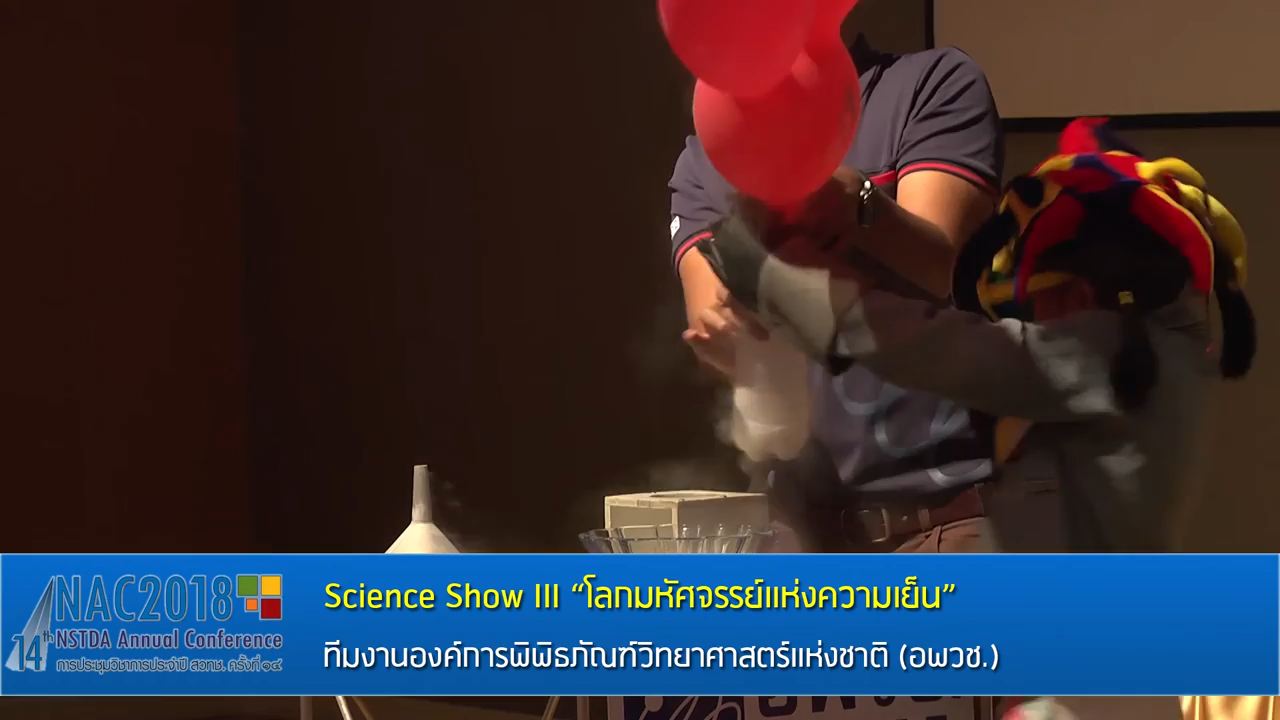 NAC2018
14th NSTDA Annual Conference
การประชุมวิชาการประจำปี สวทช. ครั้งที่ ๑๔
Science Show III “โลกมหัศจรรย์แห่งความเย็น”
ทีมงานองค์การพิพิธภัณฑ์วิทยาศาสตร์แห่งชาติ (อพวช.)